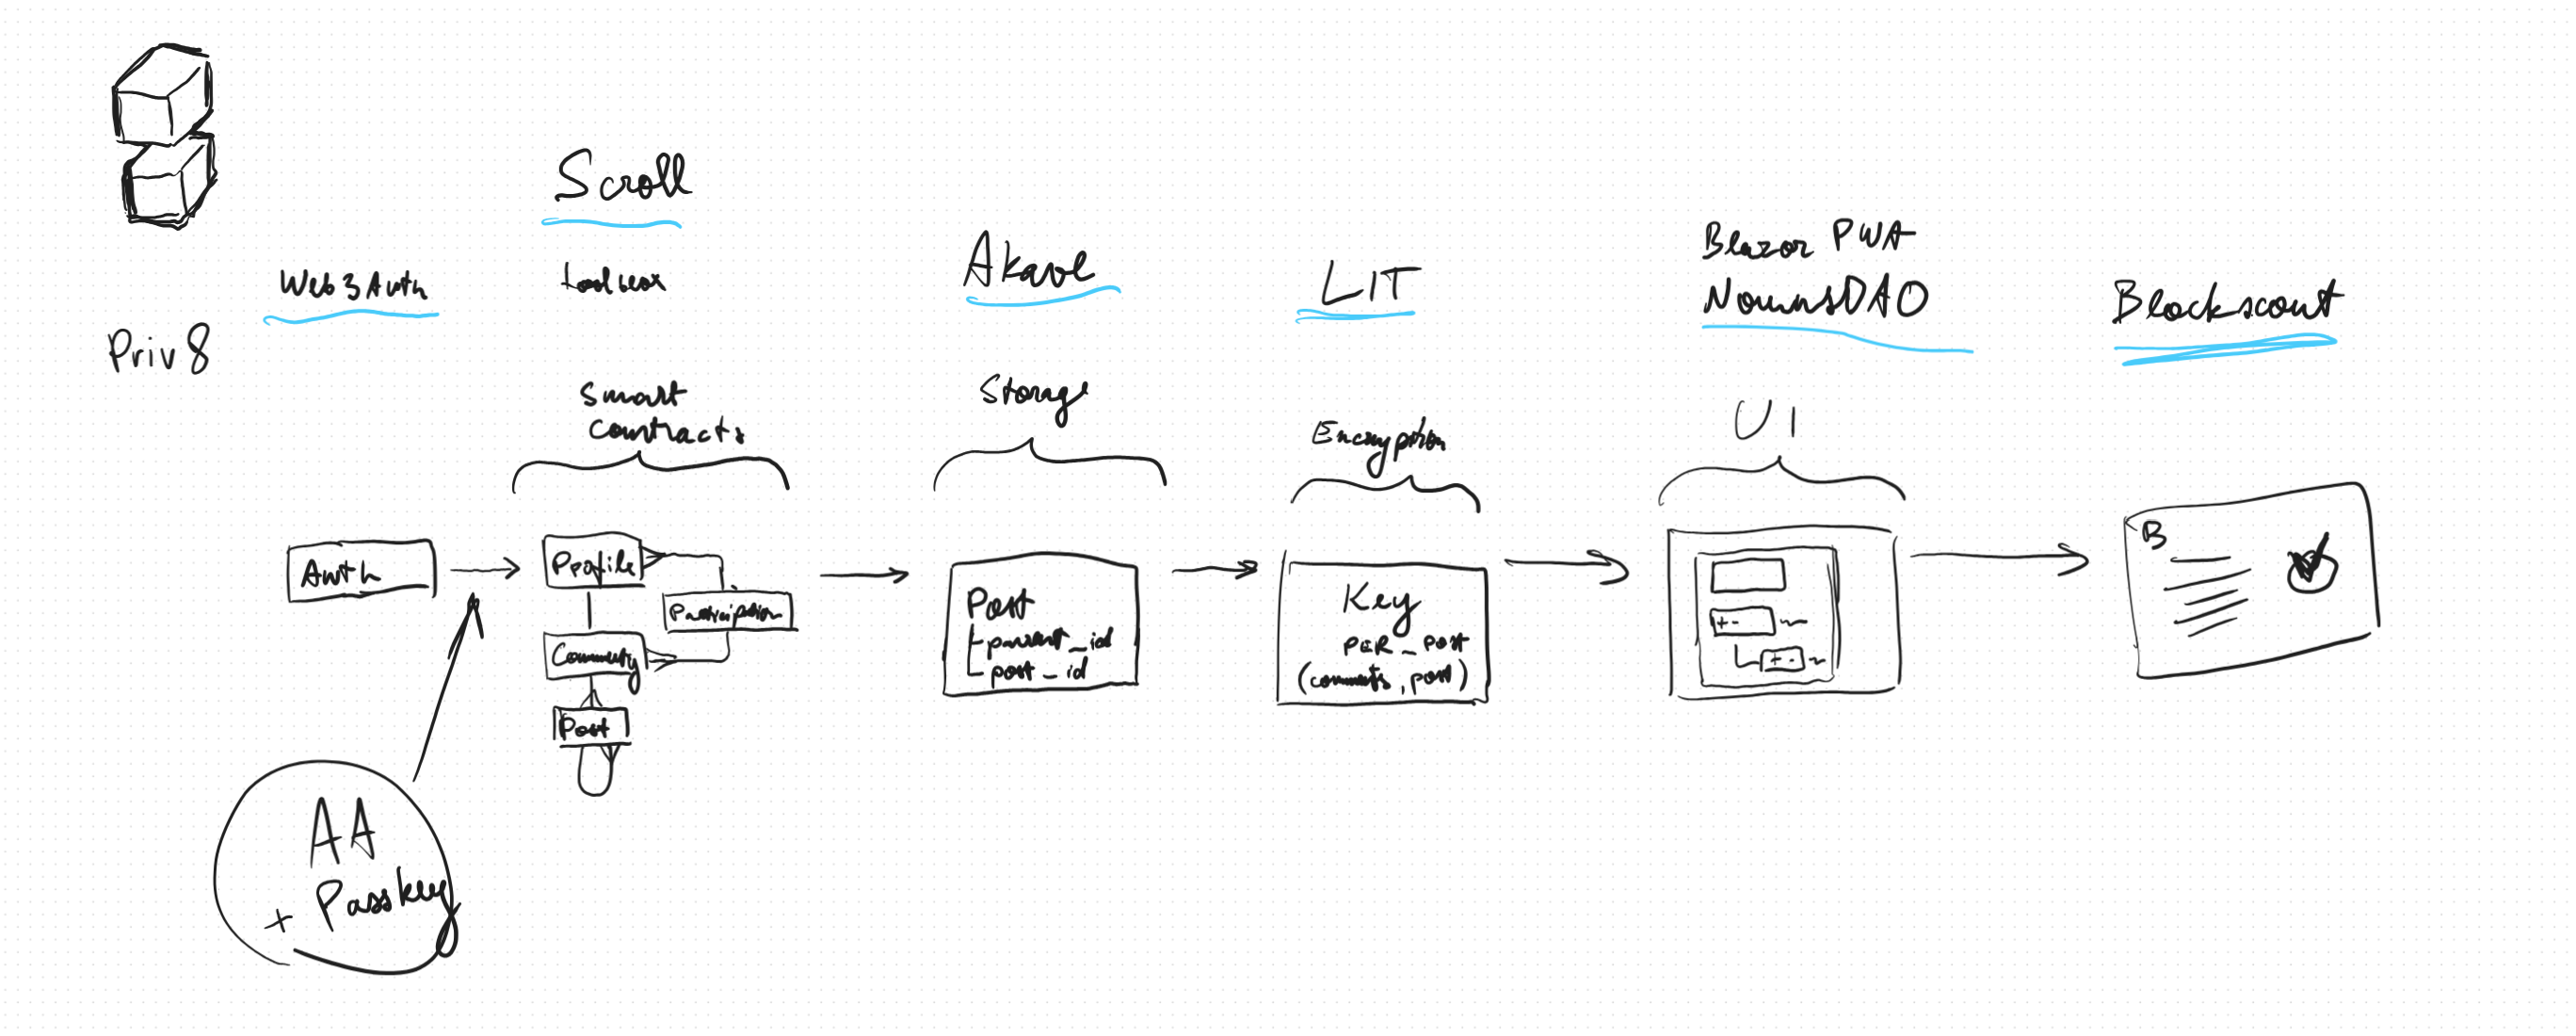 Priv8
Web3Auth
Scroll
toolbox
Akave
LIT
Blazor PWA
NounsDAO
Blockscout
Smart
Contracts
Storage
Encryption
UI
Auth
Profile
Participation
Community
Post
Post
parent_id
post_id
Key
PER_post
(comments, post)
+ -
+ -
B
AA
+ Passkey